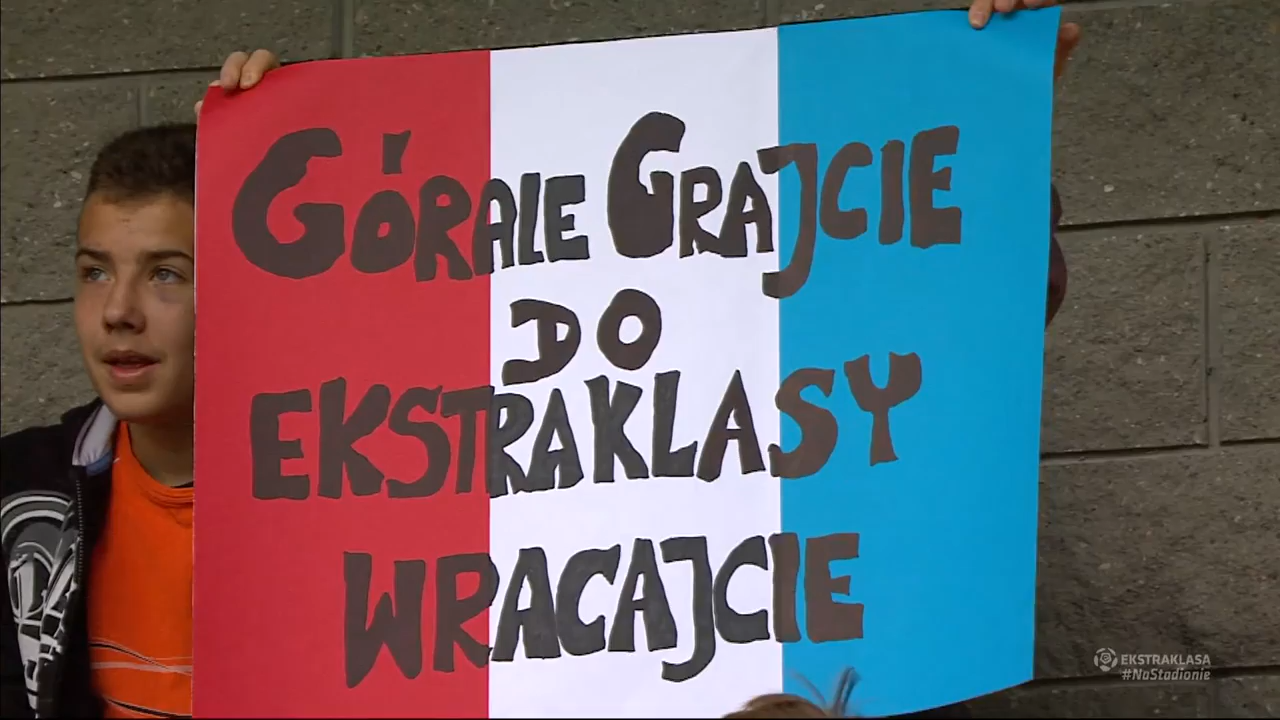 GÓRALE GRAJCIE
DO
EKSTRAKLASY
WRACAJCIE
EKSTRAKLASA
#NaStadionie